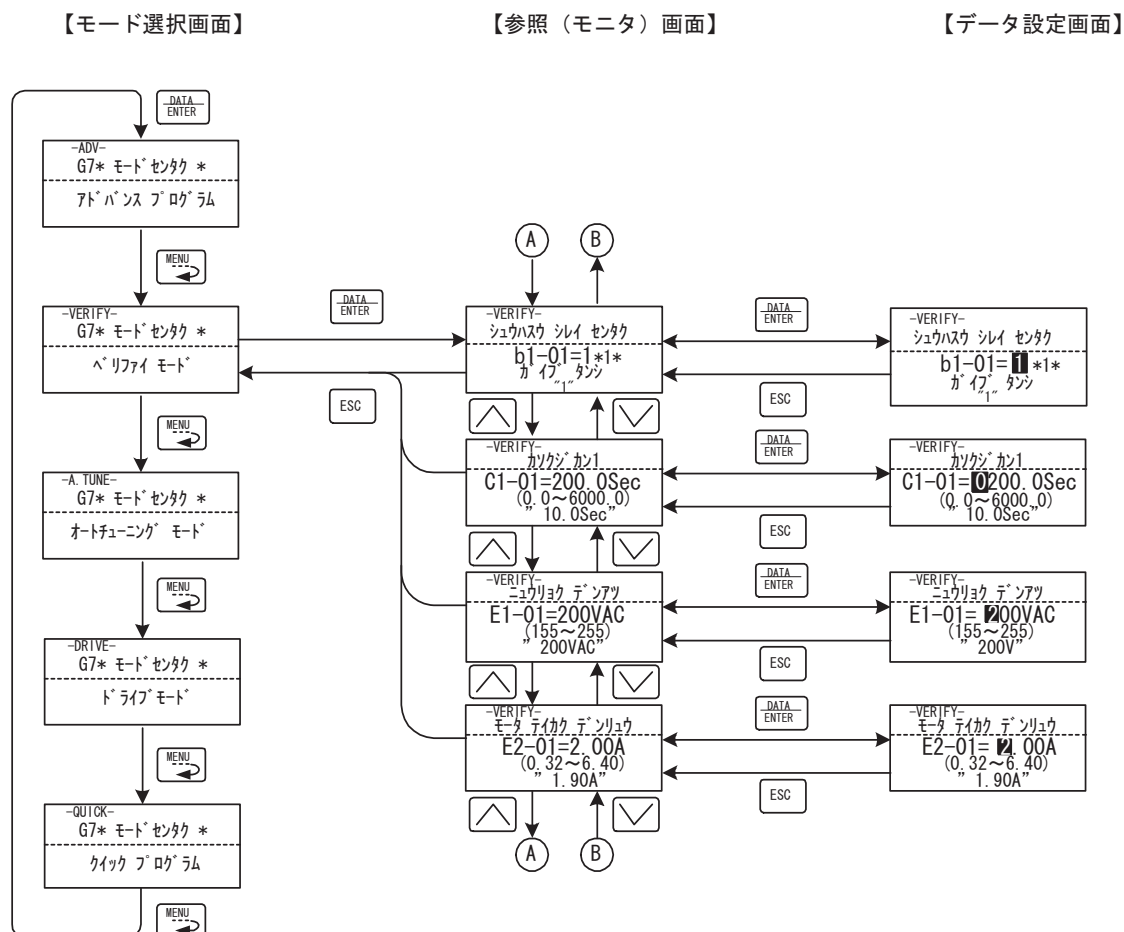 【モード選択画面】
【参照（モニタ）画面】
【データ設定画面】
DATA
ENTER
-ADV-
G7* ﾓｰﾄﾞｾﾝﾀｸ *
ｱﾄﾞﾊﾞﾝｽ ﾌﾟﾛｸﾞﾗﾑ
MENU
-VERIFY-
G7* ﾓｰﾄﾞｾﾝﾀｸ *
ﾍﾞﾘﾌｧｲ ﾓｰﾄﾞ
MENU
-A.TUNE-
G7* ﾓｰﾄﾞｾﾝﾀｸ *
ｵｰﾄﾁｭｰﾆﾝｸﾞ ﾓｰﾄﾞ
MENU
-DRIVE-
G7* ﾓｰﾄﾞｾﾝﾀｸ *
ﾄﾞﾗｲﾌﾞﾓｰﾄﾞ
MENU
-QUICK-
G7* ﾓｰﾄﾞｾﾝﾀｸ *
ｸｲｯｸ ﾌﾟﾛｸﾞﾗﾑ
MENU
DATA
ENTER
ESC
A
B
-VERIFY-
ｼｭｳﾊｽｳ ｼﾚｲ ｾﾝﾀｸ
b1-01=1*1*
ｶﾞｲﾌﾞ ﾀﾝｼ
"1"
-VERIFY-
ｶｿｸｼﾞｶﾝ1
C1-01=200.0Sec
(0.0～6000.0)
" 10.0Sec"
-VERIFY-
ﾆｭｳﾘｮｸ ﾃﾞﾝｱﾂ
E1-01=200VAC
(155～255)
" 200VAC"
-VERIFY-
ﾓｰﾀ ﾃｲｶｸ ﾃﾞﾝﾘｭｳ
E2-01=2.00A
(0.32～6.40)
" 1.90A"
A
B
DATA
ENTER
ESC
DATA
ENTER
ESC
DATA
ENTER
ESC
DATA
ENTER
ESC
-VERIFY-
ｼｭｳﾊｽｳ ｼﾚｲ ｾﾝﾀｸ
b1-01= 1 *1*
ｶﾞｲﾌﾞ ﾀﾝｼ
"1"
-VERIFY-
ｶｿｸｼﾞｶﾝ1
C1-01=0200.0Sec
(0.0～6000.0)
" 10.0Sec"
-VERIFY-
ﾆｭｳﾘｮｸ ﾃﾞﾝｱﾂ
E1-01= 200VAC
(155～255)
" 200V"
-VERIFY-
ﾓｰﾀ ﾃｲｶｸ ﾃﾞﾝﾘｭｳ
E2-01= 2.00A
(0.32～6.40)
" 1.90A"